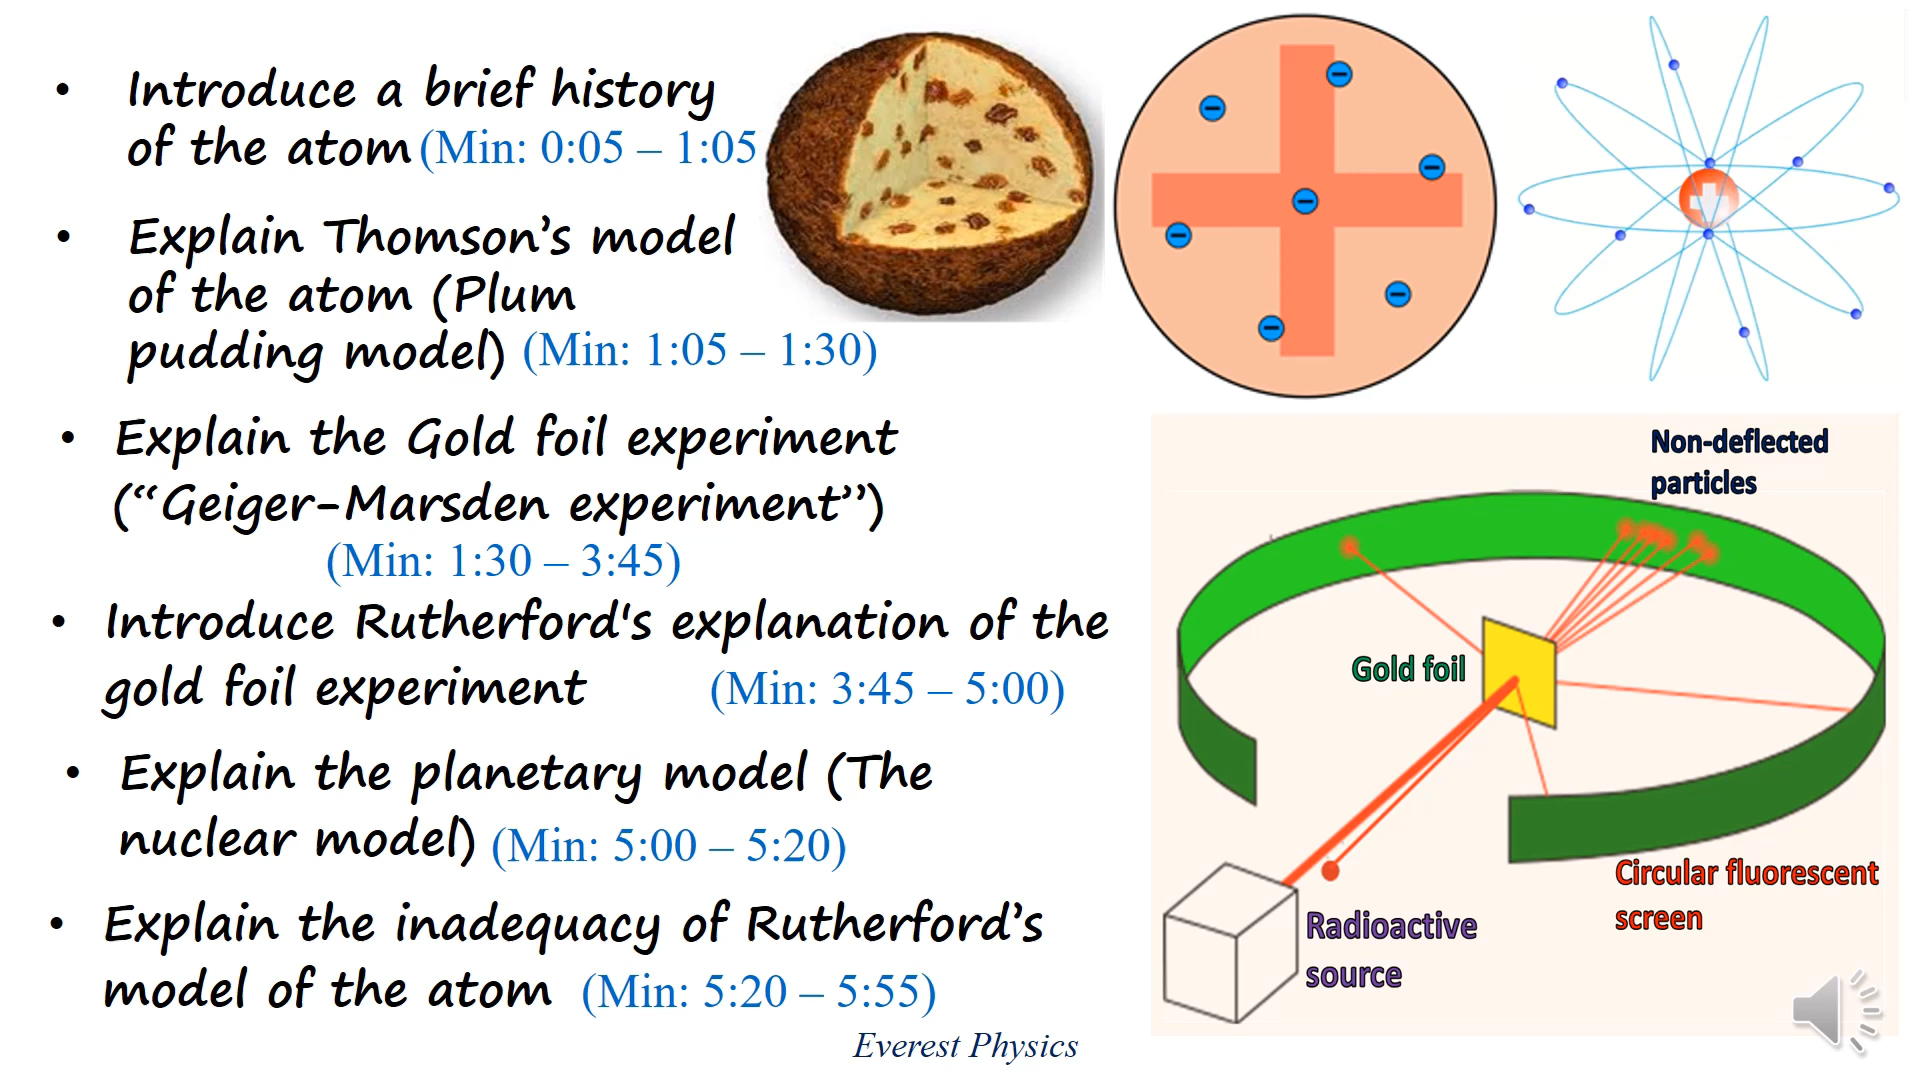 • Introduce a brief history
of the atom (Min: 0:05 – 1:05
• Explain Thomson’s model
of the atom (Plum
pudding model) (Min: 1:05 – 1:30)
• Explain the Gold foil experiment
(“Geiger-Marsden experiment”)
(Min: 1:30 – 3:45)
• Introduce Rutherford's explanation of the
gold foil experiment (Min: 3:45 – 5:00)
• Explain the planetary model (The
nuclear model) (Min: 5:00 – 5:20)
• Explain the inadequacy of Rutherford’s
model of the atom (Min: 5:20 – 5:55)
Everest Physics
Non-deflected
particles
Gold foil
Circular fluorescent
screen
Radioactive
source